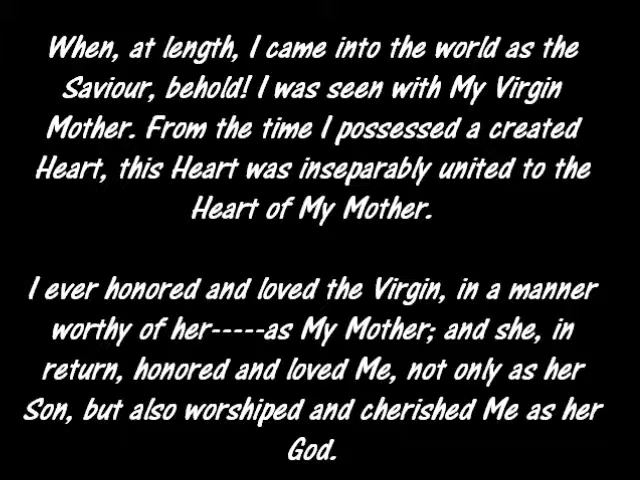 When, at length, I came into the world as the
Saviour, behold! I was seen with My Virgin
Mother. From the time I possessed a created
Heart, this Heart was inseparably united to the
Heart of My Mother.
I ever honored and loved the Virgin, in a manner
worthy of her-----as My Mother; and she, in
return, honored and loved Me, not only as her
Son, but also worshiped and cherished Me as her
God.